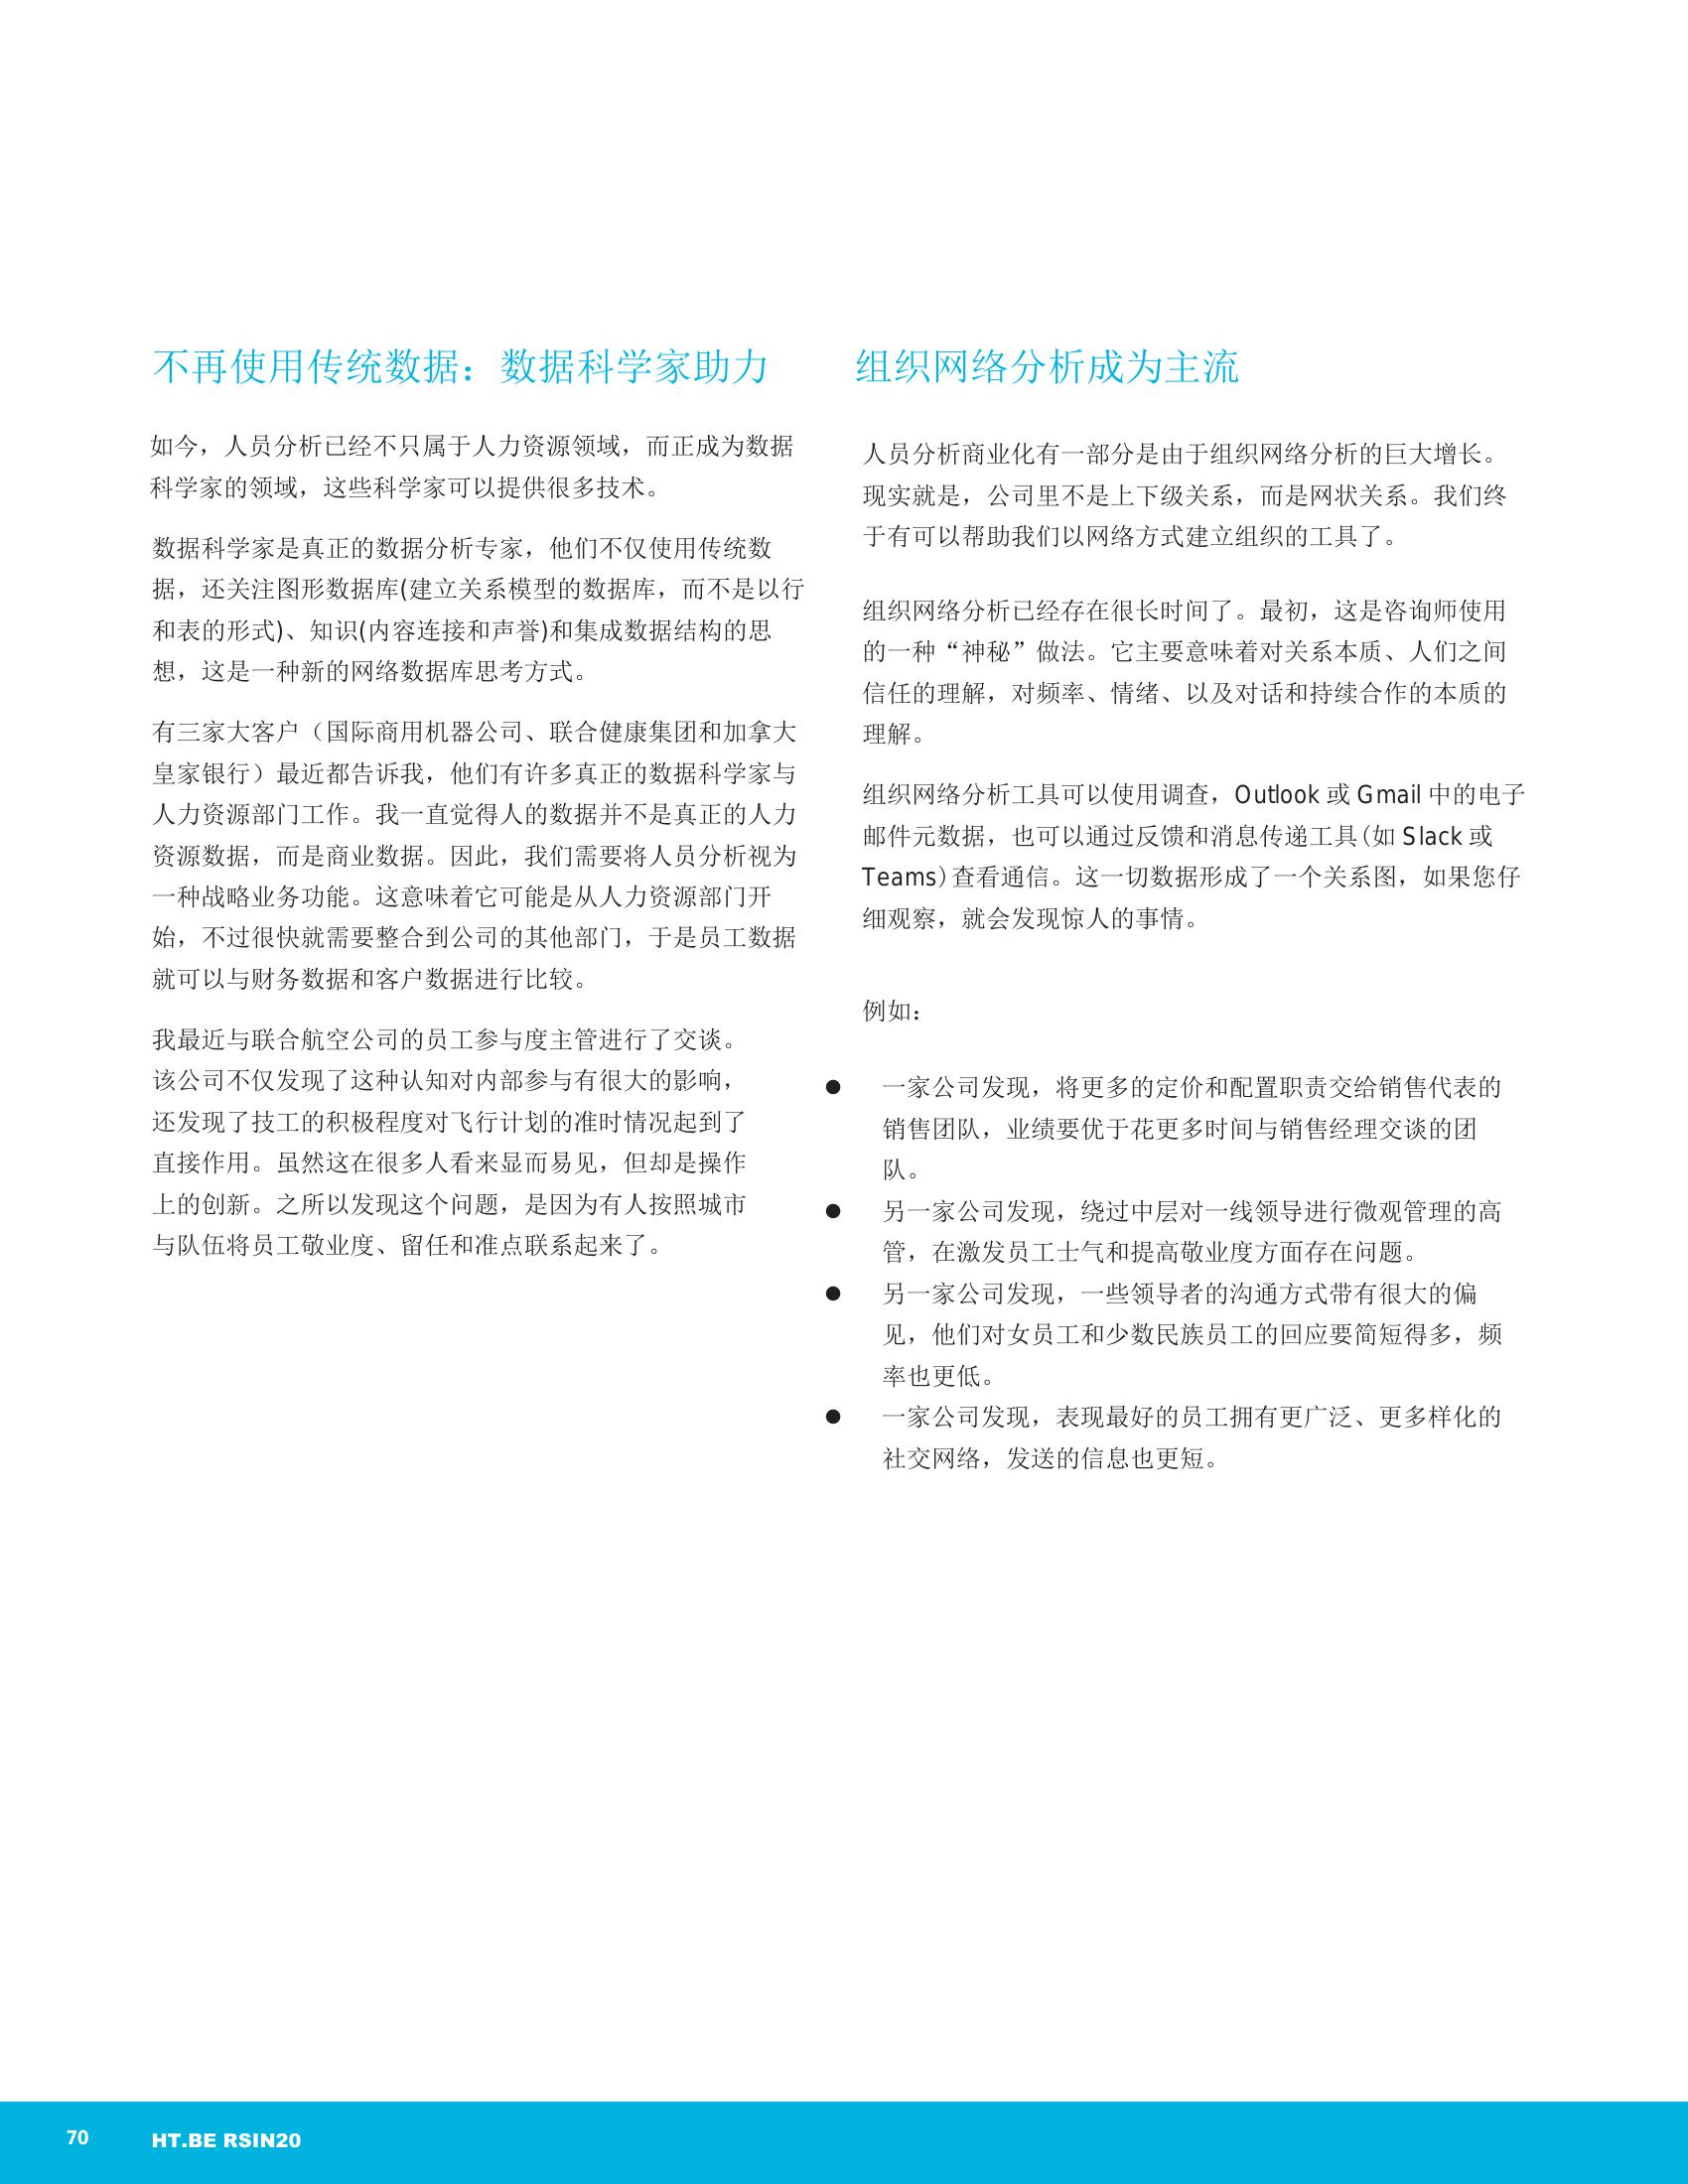 不再使用传统数据：数据科学家助力
如今，人员分析已经不只属于人力资源领域，而正成为数据
科学家的领域，这些科学家可以提供很多技术。
数据科学家是真正的数据分析专家，他们不仅使用传统数
据，还关注图形数据库(建立关系模型的数据库，而不是以行
和表的形式)、知识(内容连接和声誉)和集成数据结构的思
想，这是一种新的网络数据库思考方式。
有三家大客户（国际商用机器公司、联合健康集团和加拿大
皇家银行）最近都告诉我，他们有许多真正的数据科学家与
人力资源部门工作。我一直觉得人的数据并不是真正的人力
资源数据，而是商业数据。因此，我们需要将人员分析视为
一种战略业务功能。这意味着它可能是从人力资源部门开
始，不过很快就需要整合到公司的其他部门，于是员工数据
就可以与财务数据和客户数据进行比较。
我最近与联合航空公司的员工参与度主管进行了交谈。
该公司不仅发现了这种认知对内部参与有很大的影响，
还发现了技工的积极程度对飞行计划的准时情况起到了
直接作用。虽然这在很多人看来显而易见，但却是操作
上的创新。之所以发现这个问题，是因为有人按照城市
与队伍将员工敬业度、留任和准点联系起来了。
组织网络分析成为主流
人员分析商业化有一部分是由于组织网络分析的巨大增长。
现实就是，公司里不是上下级关系，而是网状关系。我们终
于有可以帮助我们以网络方式建立组织的工具了。
组织网络分析已经存在很长时间了。最初，这是咨询师使用
的一种“神秘”做法。它主要意味着对关系本质、人们之间
信任的理解，对频率、情绪、以及对话和持续合作的本质的
理解。
组织网络分析工具可以使用调查，Outlook 或 Gmail 中的电子
邮件元数据，也可以通过反馈和消息传递工具(如 Slack 或
Teams)查看通信。这一切数据形成了一个关系图，如果您仔
细观察，就会发现惊人的事情。
例如：
● 一家公司发现，将更多的定价和配置职责交给销售代表的
销售团队，业绩要优于花更多时间与销售经理交谈的团
队。
● 另一家公司发现，绕过中层对一线领导进行微观管理的高
管，在激发员工士气和提高敬业度方面存在问题。
● 另一家公司发现，一些领导者的沟通方式带有很大的偏
见，他们对女员工和少数民族员工的回应要简短得多，频
率也更低。
● 一家公司发现，表现最好的员工拥有更广泛、更多样化的
社交网络，发送的信息也更短。
70 HT.BE RSIN20